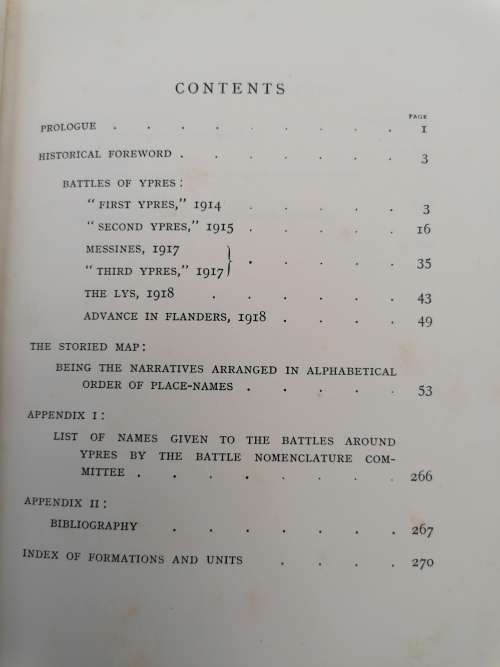 CONTENTS
PAGE
PROLOGUE . . . . . . . . . 1
HISTORICAL FOREWORD . . . . . . . 3
BATTLES OF YPRES:
"FIRST YPRES," 1914 . . . . . 3
"SECOND YPRES," 1915 . . . . . 16
MESSINES, 1917
"THIRD YPRES," 1917 } . . . . . 35
THE LYS, 1918 . . . . . . 43
ADVANCE IN FLANDERS, 1918 . . . . 49
THE STORIED MAP:
BEING THE NARRATIVES ARRANGED IN ALPHABETICAL
ORDER OF PLACE-NAMES . . . . . 53
APPENDIX I:
LIST OF NAMES GIVEN TO THE BATTLES AROUND
YPRES BY THE BATTLE NOMENCLATURE COM-
MITTEE . . . . . . . . 266
APPENDIX II:
BIBLIOGRAPHY . . . . . . . 267
INDEX OF FORMATIONS AND UNITS . . . . 270